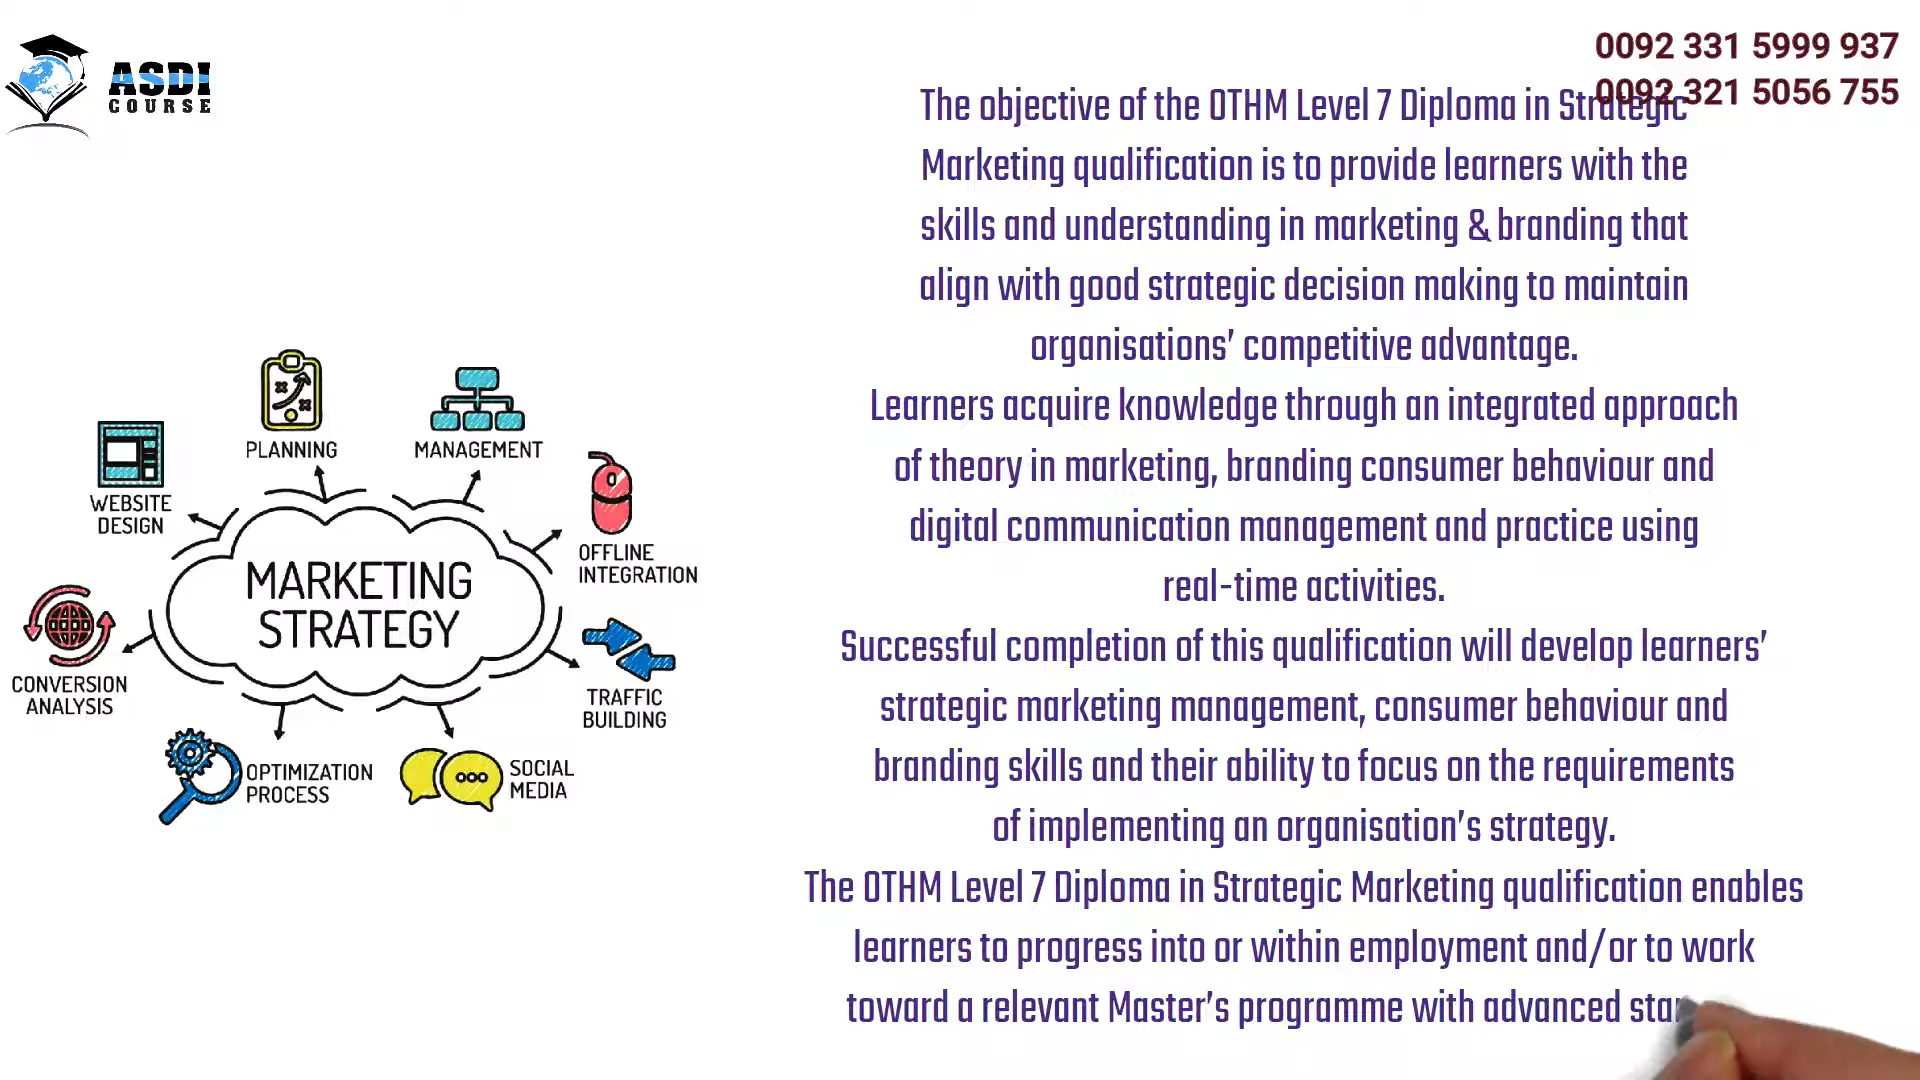 ASDI
COURSE
0092 331 5999 937
0092 321 5056 755
The objective of the OTHM Level 7 Diploma in Strategic
Marketing qualification is to provide learners with the
skills and understanding in marketing & branding that
align with good strategic decision making to maintain
organisations’ competitive advantage.
Learners acquire knowledge through an integrated approach
of theory in marketing, branding consumer behaviour and
digital communication management and practice using
real-time activities.
Successful completion of this qualification will develop learners’
strategic marketing management, consumer behaviour and
branding skills and their ability to focus on the requirements
of implementing an organisation’s strategy.
The OTHM Level 7 Diploma in Strategic Marketing qualification enables
learners to progress into or within employment and/or to work
toward a relevant Master’s programme with advanced
PLANNING
MANAGEMENT
WEBSITE
DESIGN
OFFLINE
INTEGRATION
MARKETING
STRATEGY
CONVERSION
ANALYSIS
TRAFFIC
BUILDING
OPTIMIZATION
PROCESS
SOCIAL
MEDIA